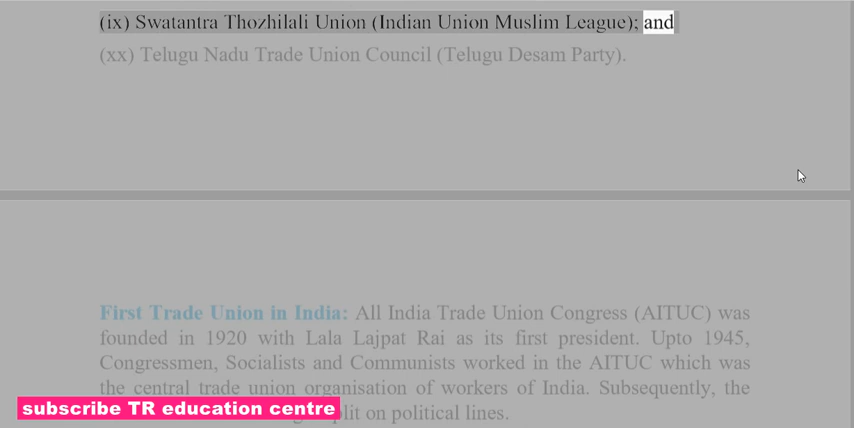 (ix) Swatantra Thozhilali Union (Indian Union Muslim League); and
(xx) Telugu Nadu Trade Union Council (Telugu Desam Party).
First Trade Union in India: All India Trade Union Congress (AITUC) was
founded in 1920 with Lala Lajpat Rai as its first president. Upto 1945,
Congressmen, Socialists and Communists worked in the AITUC which was
the central trade union organisation of workers of India. Subsequently, the
split on political lines.
subscribe TR education centre